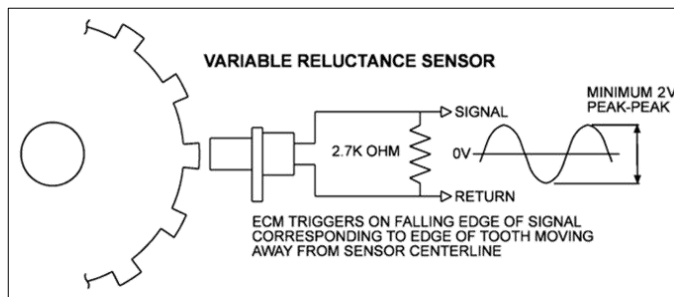 VARIABLE RELUCTANCE SENSOR
MINIMUM 2V
PEAK-PEAK
SIGNAL
2.7K OHM
0V
RETURN
ECM TRIGGERS ON FALLING EDGE OF SIGNAL
CORRESPONDING TO EDGE OF TOOTH MOVING
AWAY FROM SENSOR CENTERLINE